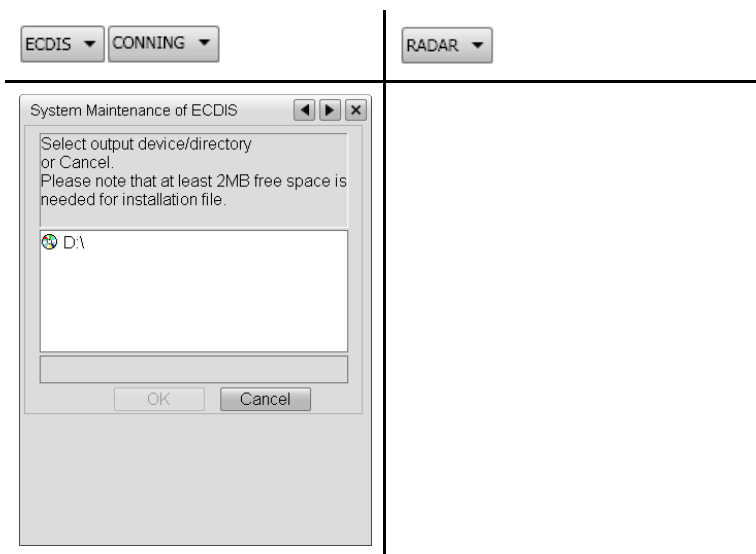 ECDIS CONNING RADAR
System Maintenance of ECDIS
Select output device/directory
or Cancel.
Please note that at least 2MB free space is
needed for installation file.
D:\
OK Cancel